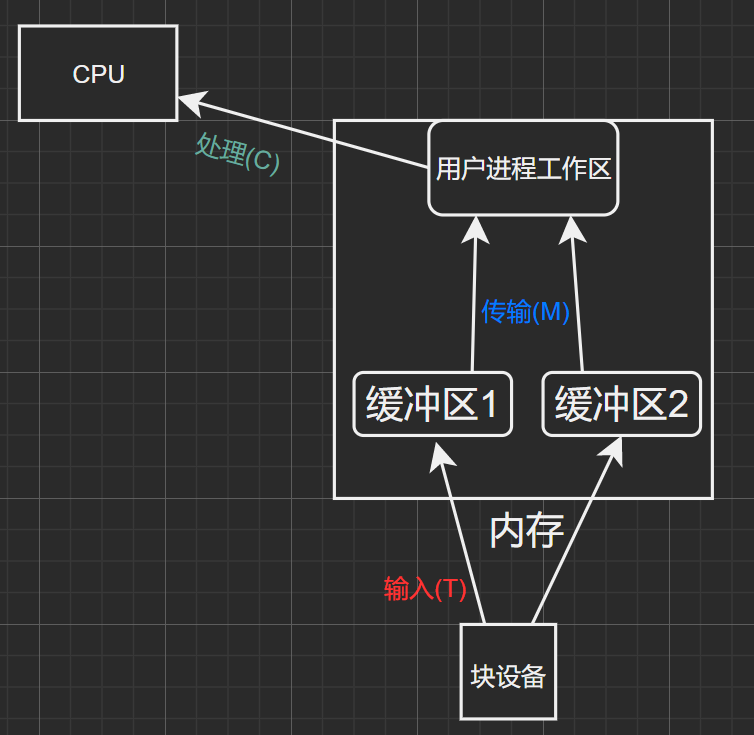 CPU
处理(C)
用户进程工作区
传输(M)
缓冲区1
缓冲区2
内存
输入(T)
块设备